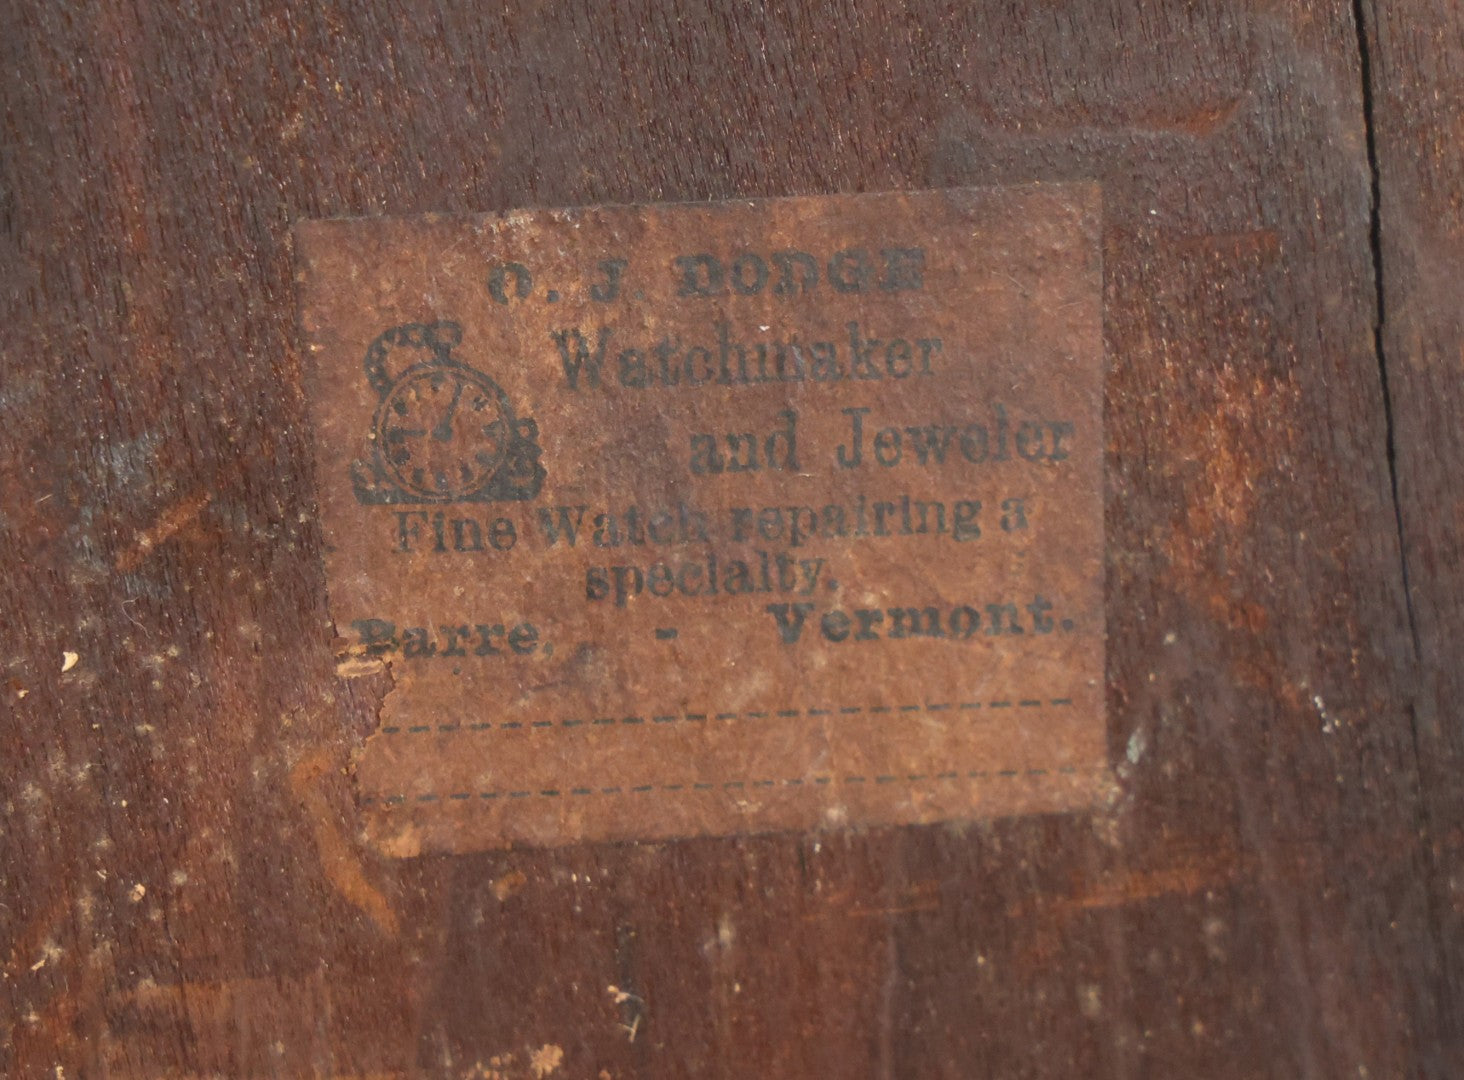 O. J. DODGE
Watchmaker
and Jeweler
Fine Watch repairing a
specialty.
Barre. - Vermont.